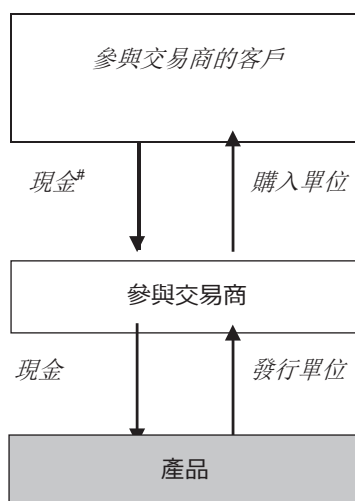 參與交易商的客戶
現金#
購入單位
參與交易商
現金
發行單位
產品